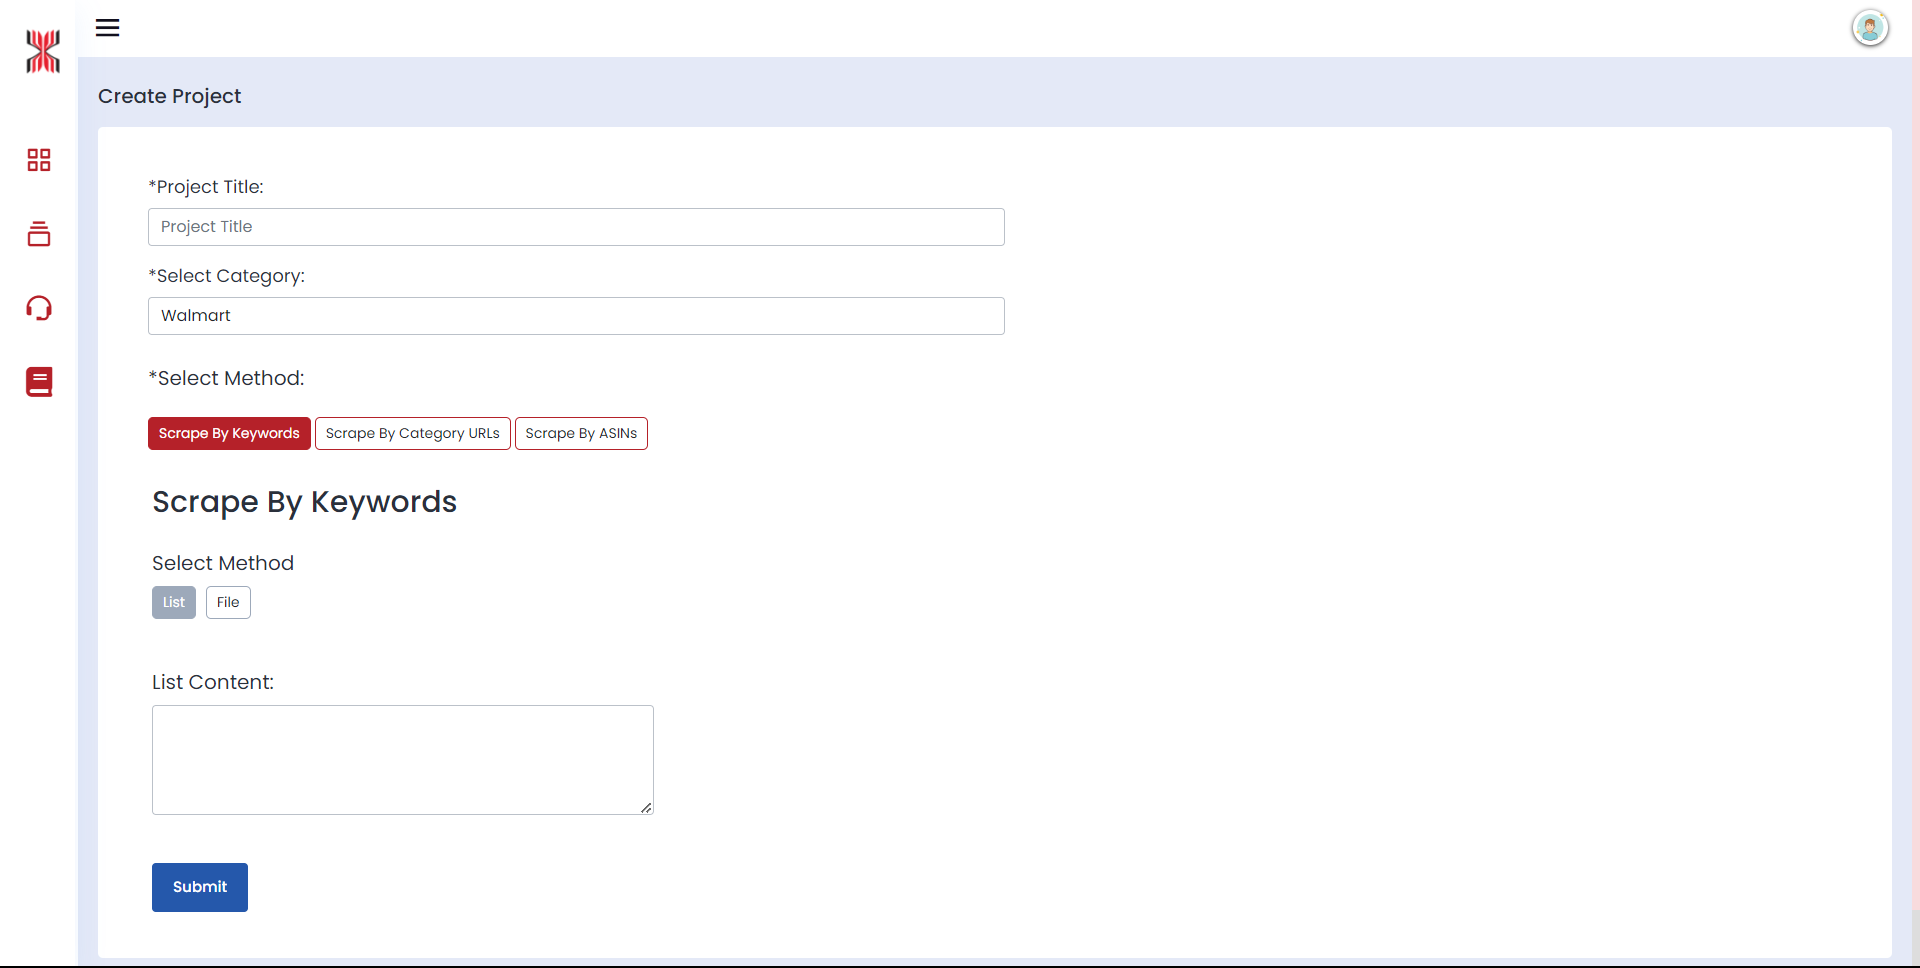 Create Project
*Project Title:
Project Title
*Select Category:
Walmart
*Select Method:
Scrape By Keywords Scrape By Category URLs Scrape By ASINs
Scrape By Keywords
Select Method
List File
List Content:
Submit